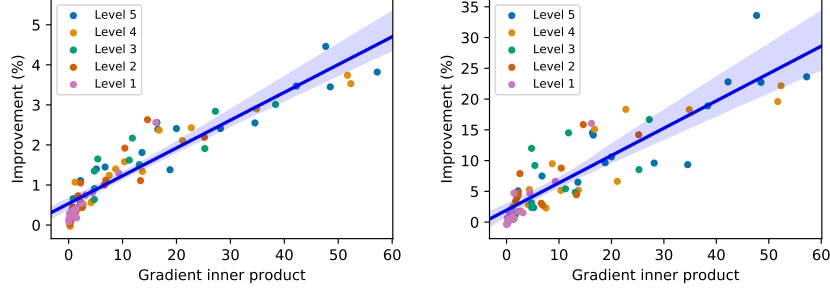 Improvement (%)
5
4
3
2
1
0
Level 5
Level 4
Level 3
Level 2
Level 1
0 10 20 30 40 50 60
Gradient inner product
Improvement (%)
35
30
25
20
15
10
5
0
Level 5
Level 4
Level 3
Level 2
Level 1
0 10 20 30 40 50 60
Gradient inner product